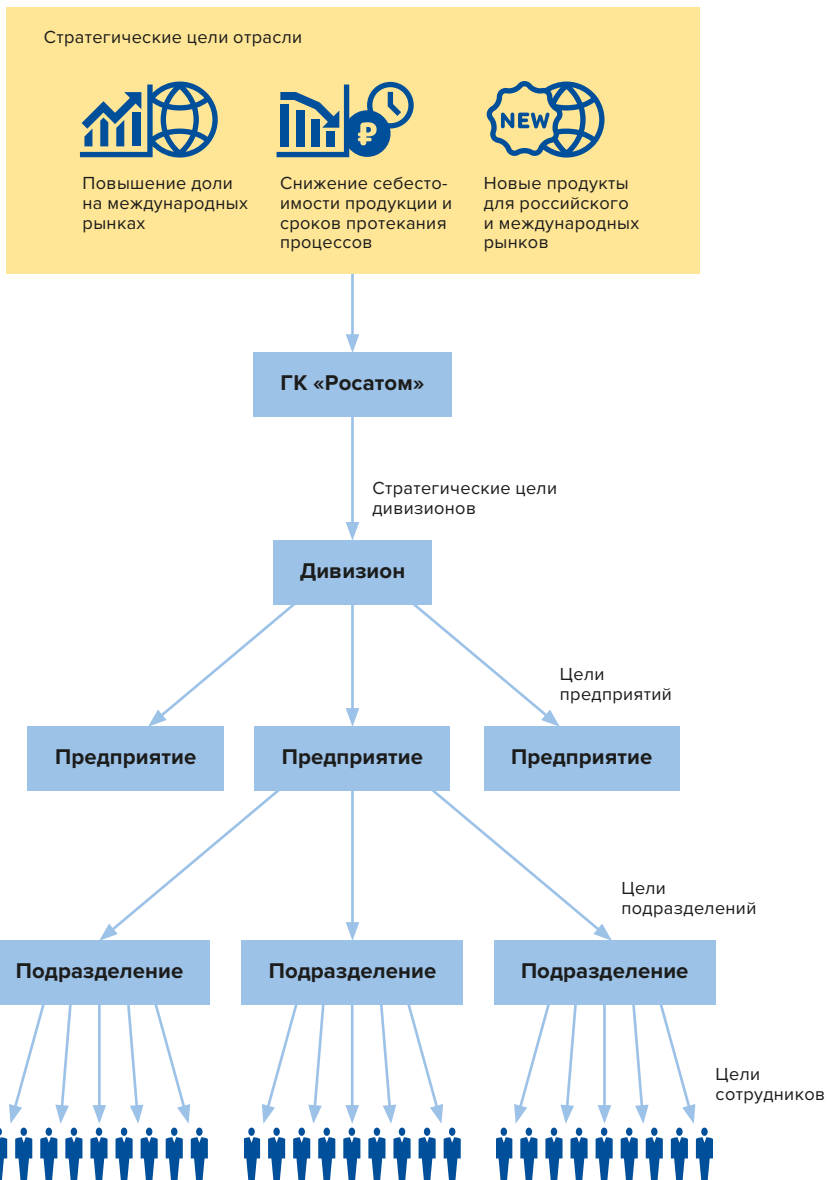 Стратегические цели отрасли
NEW
₽
Повышение доли
на международных
рынках
Снижение себесто-
имости продукции и
сроков протекания
процессов
Новые продукты
для российского
и международных
рынков
ГК «Росатом»
Стратегические цели
дивизионов
Дивизион
Цели
предприятий
Предприятие
Предприятие
Предприятие
Цели
подразделений
Подразделение
Подразделение
Подразделение
Цели
сотрудников